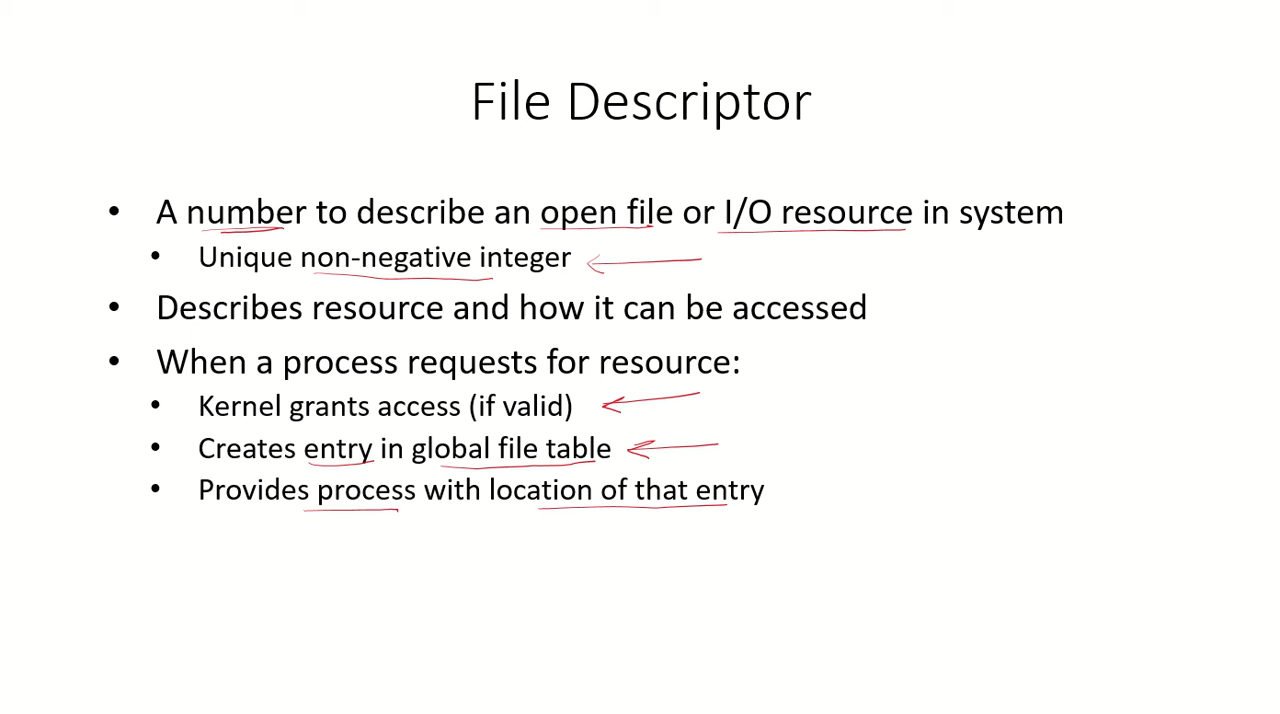 File Descriptor
• A number to describe an open file or I/O resource in system
• Unique non-negative integer
• Describes resource and how it can be accessed
• When a process requests for resource:
• Kernel grants access (if valid)
• Creates entry in global file table
• Provides process with location of that entry